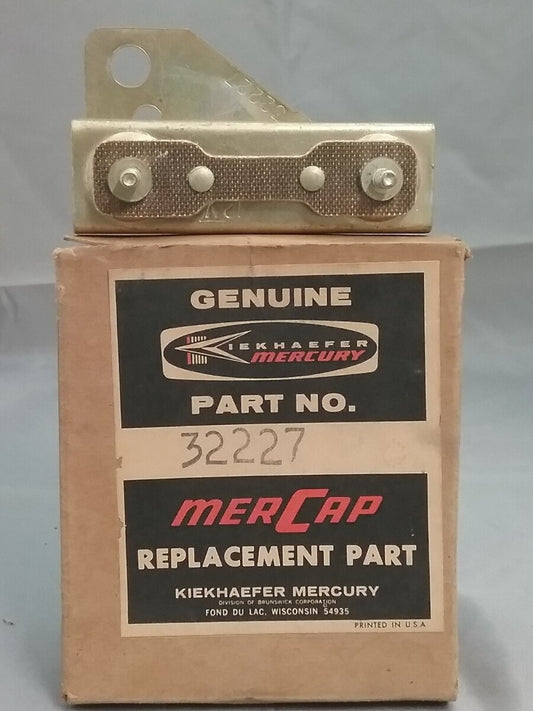 GENUINE
KIEKHAEFER
MERCURY
PART NO.
32227
MERCAP
REPLACEMENT PART
KIEKHAEFER MERCURY
DIVISION OF BRUNSWICK CORPORATION
FOND DU LAC, WISCONSIN 54935
PRINTED IN U.S.A